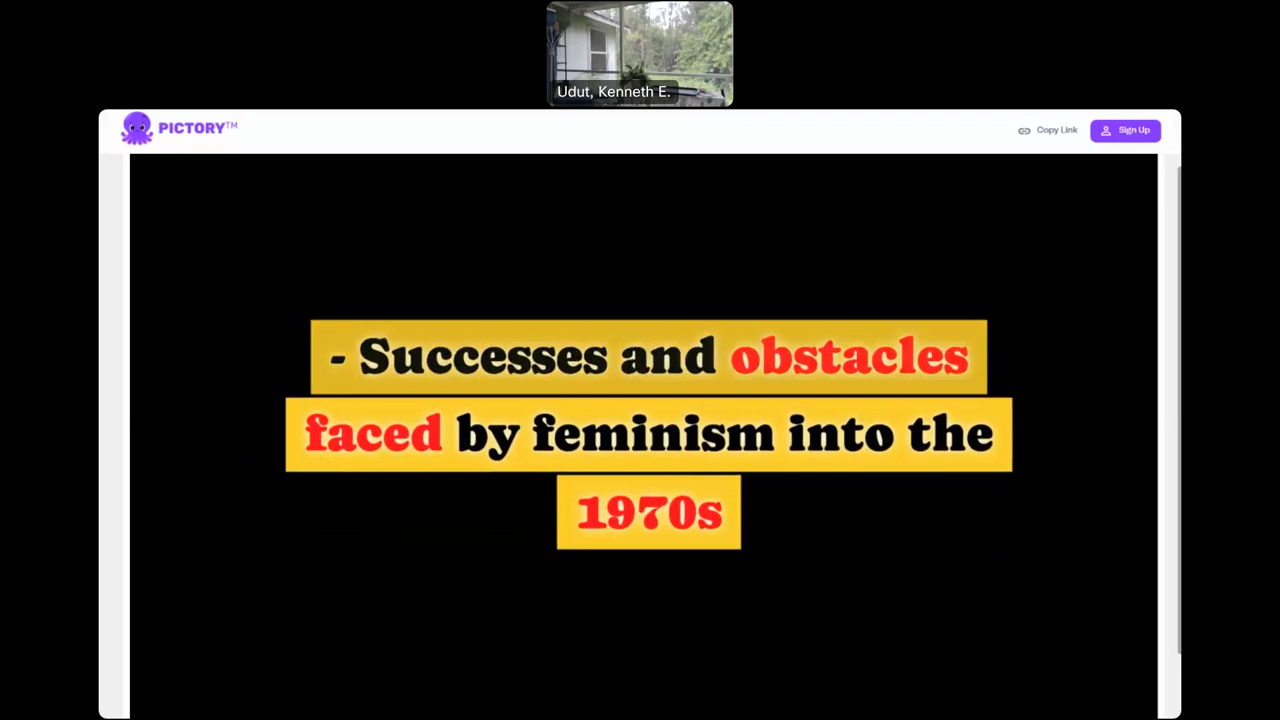 Udut, Kenneth E.
PICTORY™
Copy Link
Sign Up
- Successes and obstacles
faced by feminism into the
1970s